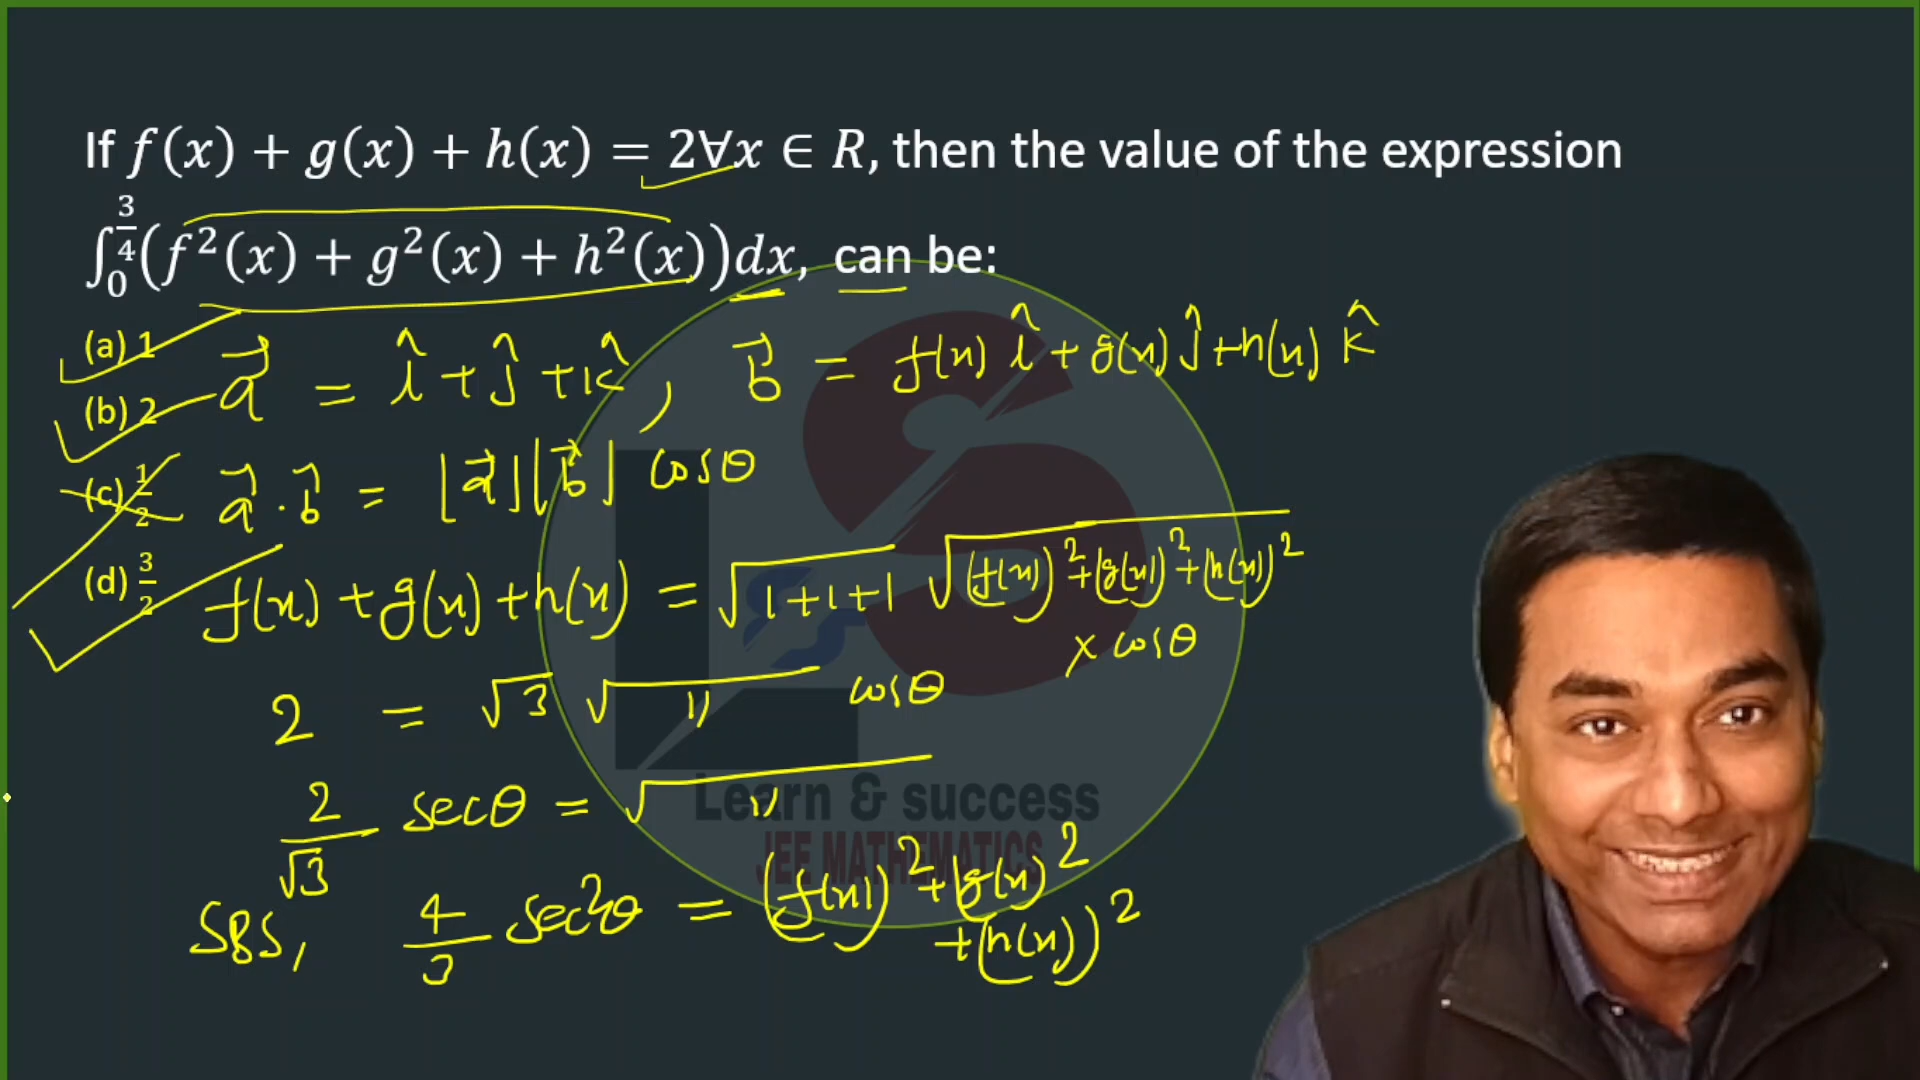 If f(x) + g(x) + h(x) = 2∀x ∈ R, then the value of the expression
∫₀^{3/4}(f²(x) + g²(x) + h²(x))dx, can be:
(a) 1
a⃗ = î + ĵ + k̂, b⃗ = f(x) î + g(x) ĵ + h(x) k̂
(b) 2
(c) 1/2
a⃗ . b⃗ = |a⃗| |b⃗| cosθ
(d) 3/2
f(x) + g(x) + h(x) = √1+1+1 √(f(x))² + (g(x))² + (h(x))²
x cosθ
2 = √3 √ " cosθ
2/√3 secθ = √ "
Learn & success
JEE MATHEMATICS
SBS, 4/3 sec²θ = (f(x))² + (g(x))²
+ (h(x))²